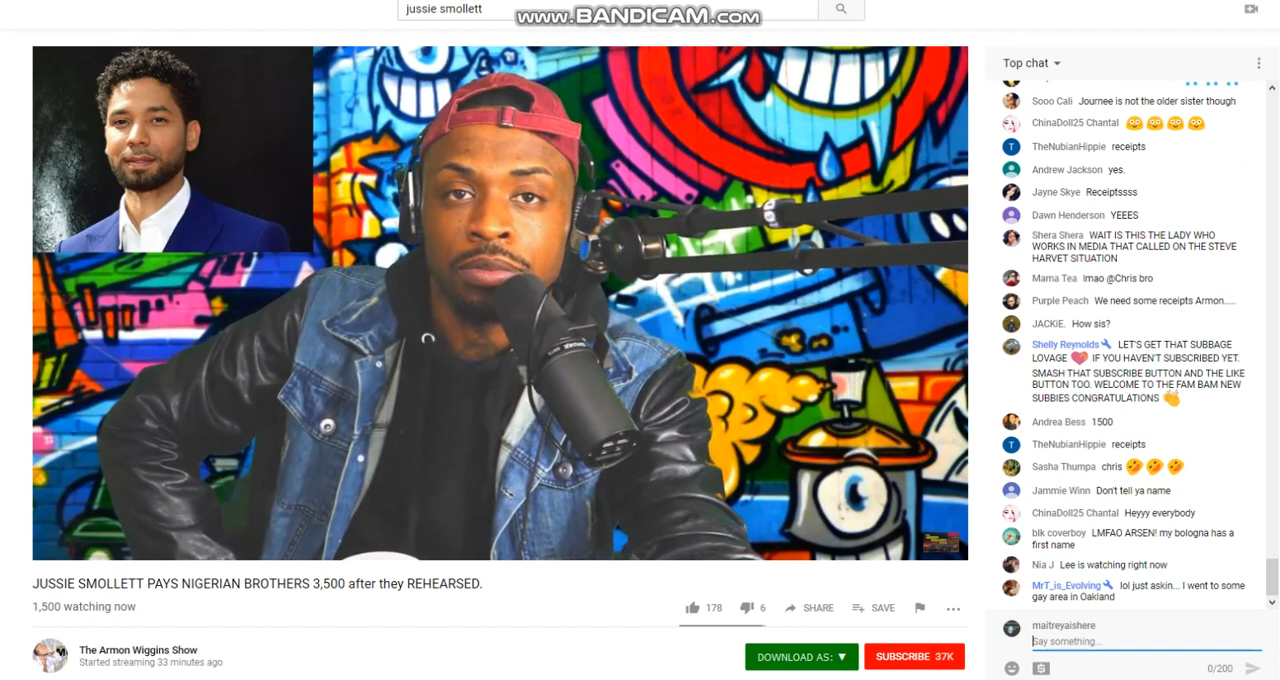 jussie smollett
www.BANDICAM.com
Top chat
Sooo Cali Journee is not the older sister though
ChinaDoll25 Chantal
TheNubianHippie receipts
Andrew Jackson yes.
Jayne Skye Receiptssss
Dawn Henderson YEEES
Shera Shera WAIT IS THIS THE LADY WHO
WORKS IN MEDIA THAT CALLED ON THE STEVE
HARVET SITUATION
Mama Tea lmao @Chris bro
Purple Peach We need some receipts Armon.....
JACKiE. How sis?
Shelly Reynolds LET'S GET THAT SUBBAGE
LOVAGE 💝 IF YOU HAVEN'T SUBSCRIBED YET.
SMASH THAT SUBSCRIBE BUTTON AND THE LIKE
BUTTON TOO. WELCOME TO THE FAM BAM NEW
SUBBIES CONGRATULATIONS 👏
Andrea Bess 1500
TheNubianHippie receipts
Sasha Thumpa chris 🤣 🤣 🤣
Jammie Winn Don't tell ya name
ChinaDoll25 Chantal Heyyy everybody
blk coverboy LMFAO ARSEN! my bologna has a
first name
Nia J Lee is watching right now
MrT_is_Evolving lol just askin... I went to some
gay area in Oakland
maitreyaishere
Say something...
0/200
JUSSIE SMOLLETT PAYS NIGERIAN BROTHERS 3,500 after they REHEARSED.
1,500 watching now
178 6 SHARE SAVE
The Armon Wiggins Show
Started streaming 33 minutes ago
DOWNLOAD AS: ▼
SUBSCRIBE 37K